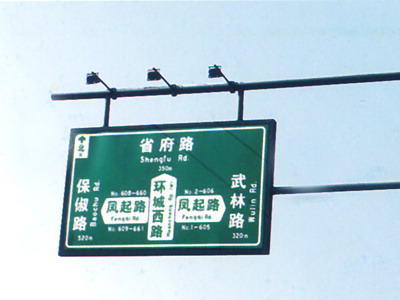 北
省府路
Shengfu Rd.
350m
保俶路
Baochu Rd.
520m
No. 608-660
凤起路
Fengqi Rd.
No. 609-661
环城西路
No. 2-606
凤起路
Fengqi Rd.
No. 1-605
武林路
Wulin Rd.
320m